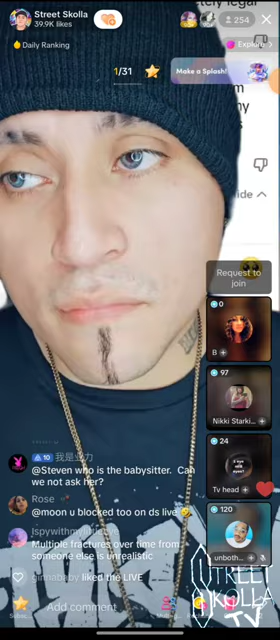 Street Skolla
39.9K likes
254
Daily Ranking
Explore >
1/31
Make a Splash!
my
ide
Request to join
0
B +
97
Nikki Starki... +
24
Tv head +
120
unboth... +
10 我是业力
@Steven who is the babysitter. Can
we not ask her?
Rose
@moon u blocked too on ds live
Multiple fractures over time from
someone else is unrealistic
liked the LIVE
Add comment
STREET
SKOLLA
TV